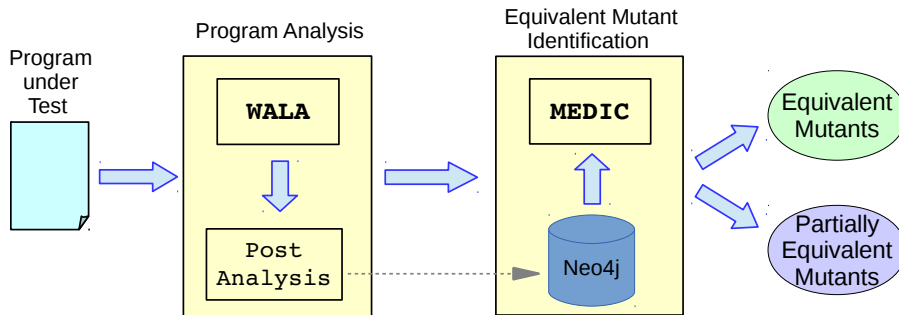 Program
under
Test
Program Analysis
WALA
Post
Analysis
Equivalent Mutant
Identification
MEDIC
Neo4j
Equivalent
Mutants
Partially
Equivalent
Mutants